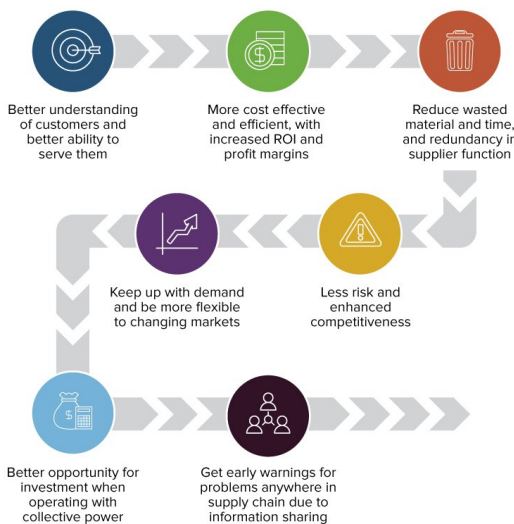 Better understanding
of customers and
better ability to
serve them
More cost effective
and efficient, with
increased ROI and
profit margins
Reduce wasted
material and time,
and redundancy in
supplier function
Less risk and
enhanced
competitiveness
Keep up with demand
and be more flexible
to changing markets
Better opportunity for
investment when
operating with
collective power
Get early warnings for
problems anywhere in
supply chain due to
information sharing